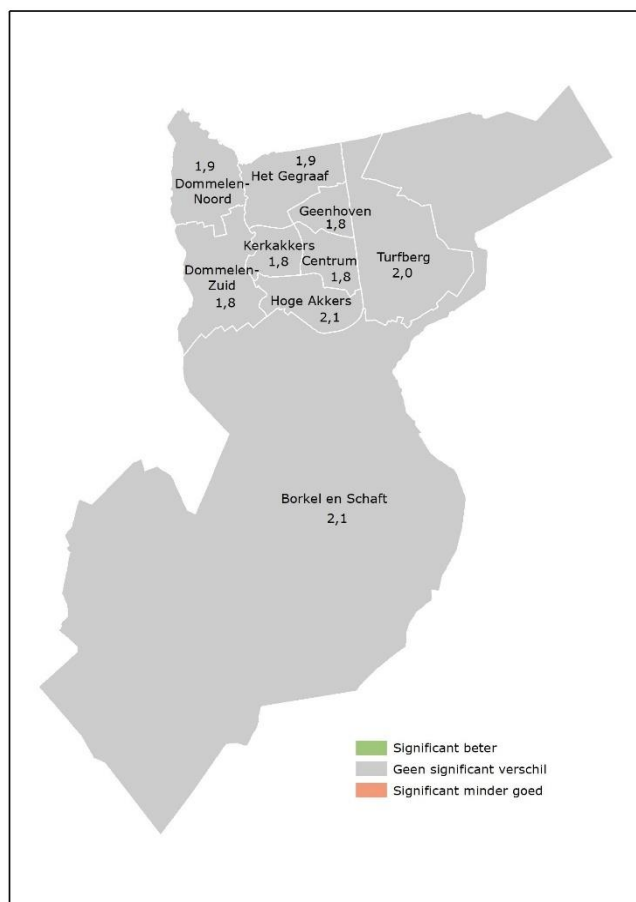 1,9
Dommelen-
Noord
1,9
Het Gegraaf
Geenhoven
1,8
Kerkakkers
1,8
Centrum
1,8
Turfberg
2,0
Dommelen-
Zuid
1,8
Hoge Akkers
2,1
Borkel en Schaft
2,1
Significant beter
Geen significant verschil
Significant minder goed